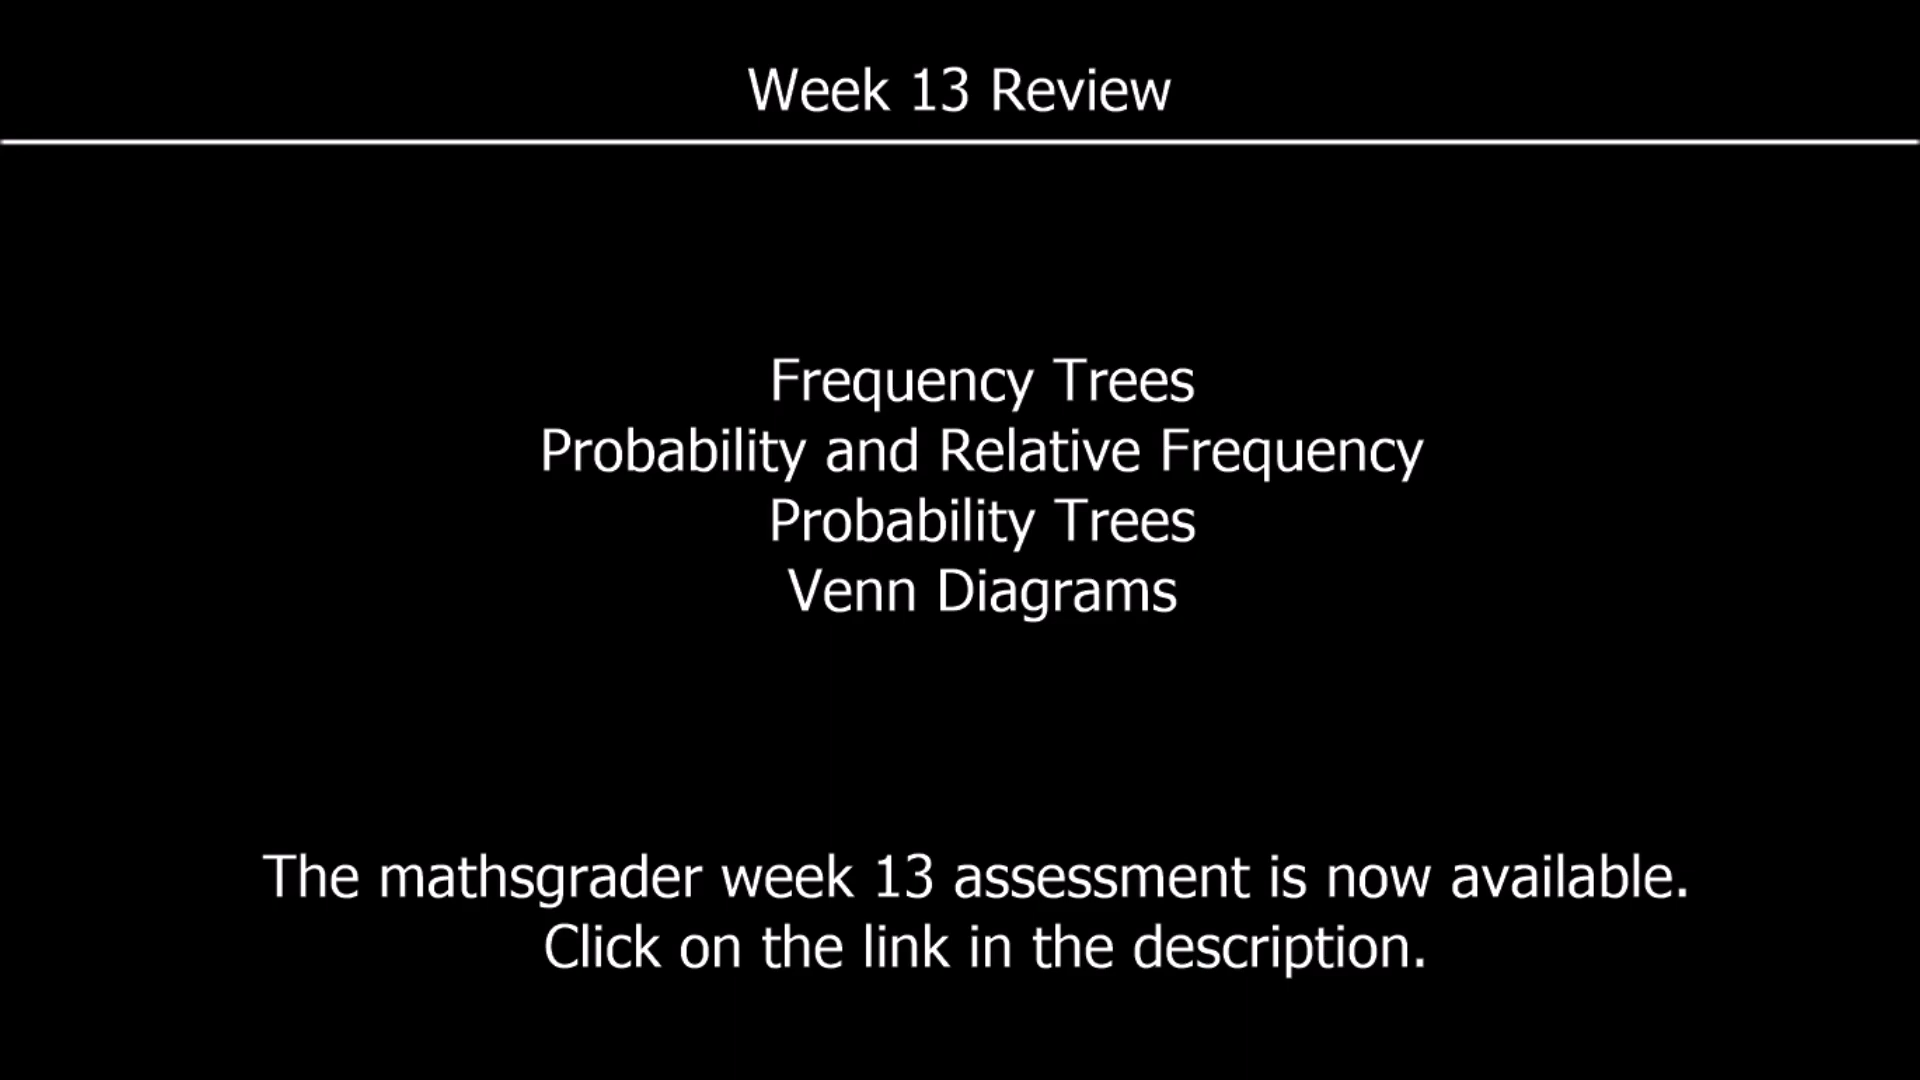 Week 13 Review
Frequency Trees
Probability and Relative Frequency
Probability Trees
Venn Diagrams
The mathsgrader week 13 assessment is now available.
Click on the link in the description.